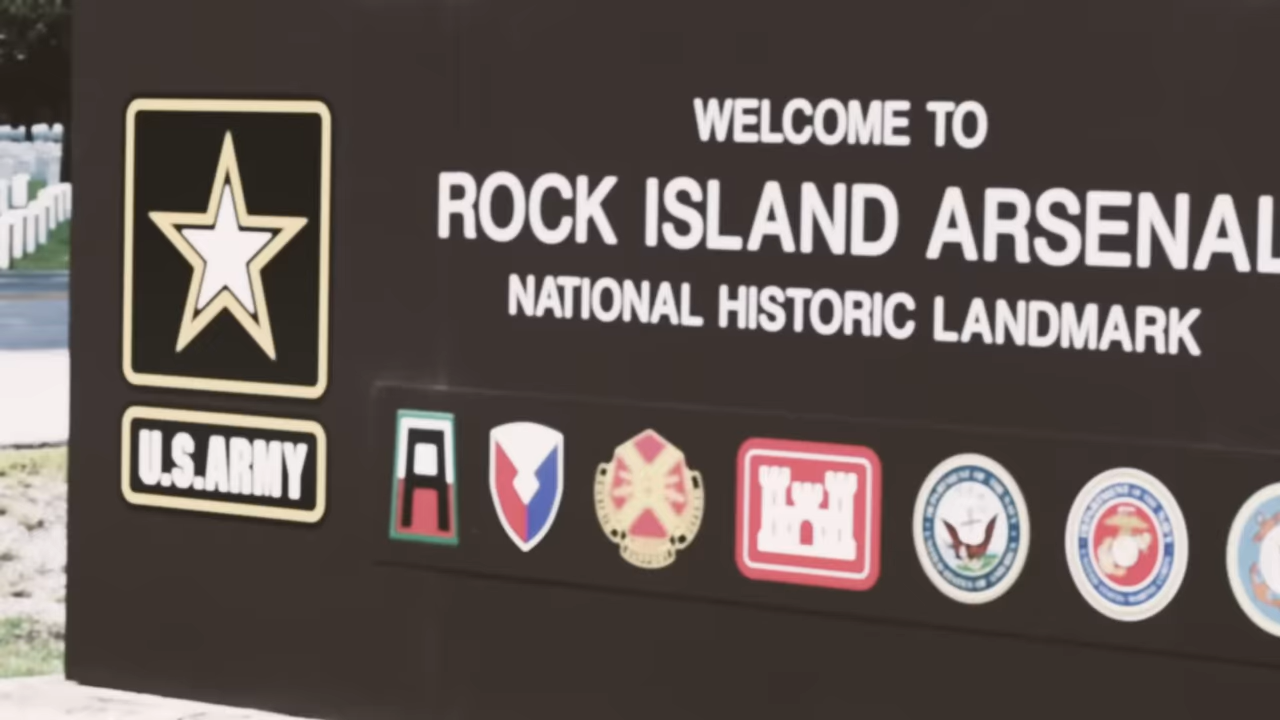 WELCOME TO
ROCK ISLAND ARSENAL
NATIONAL HISTORIC LANDMARK
U.S.ARMY